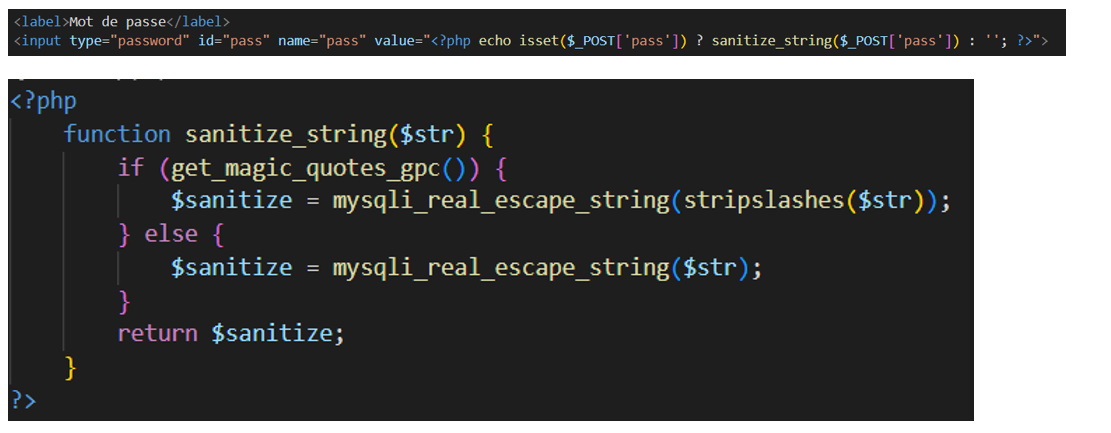 <label>Mot de passe</label>
<input type="password" id="pass" name="pass" value="<?php echo isset($_POST['pass']) ? sanitize_string($_POST['pass']) : ''; ?>">
<?php
function sanitize_string($str) {
if (get_magic_quotes_gpc()) {
$sanitize = mysqli_real_escape_string(stripslashes($str));
} else {
$sanitize = mysqli_real_escape_string($str);
}
return $sanitize;
}
?>